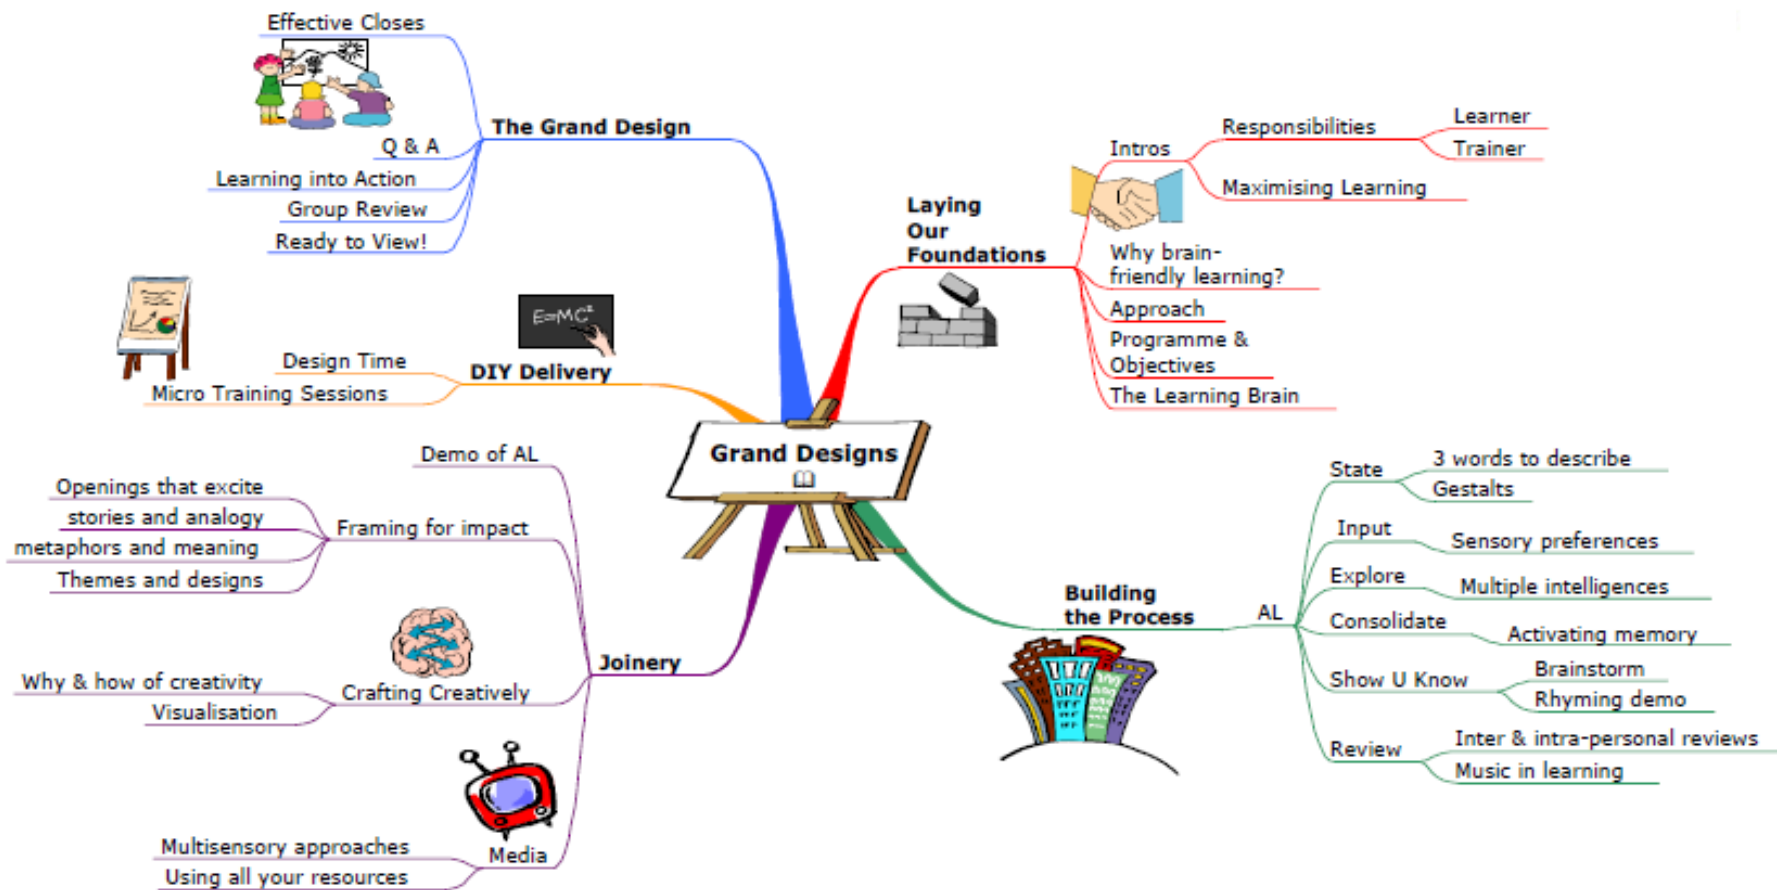 Grand Designs
Laying
Our
Foundations
Intros
Responsibilities
Learner
Trainer
Maximising Learning
Why brain-
friendly learning?
Approach
Programme &
Objectives
The Learning Brain
Building
the Process
AL
State
3 words to describe
Gestalts
Input
Sensory preferences
Explore
Multiple intelligences
Consolidate
Activating memory
Show U Know
Brainstorm
Rhyming demo
Review
Inter & intra-personal reviews
Music in learning
Joinery
Demo of AL
Framing for impact
Openings that excite
stories and analogy
metaphors and meaning
Themes and designs
Crafting Creatively
Why & how of creativity
Visualisation
Media
Multisensory approaches
Using all your resources
DIY Delivery
E=MC²
Design Time
Micro Training Sessions
The Grand Design
Effective Closes
Q & A
Learning into Action
Group Review
Ready to View!